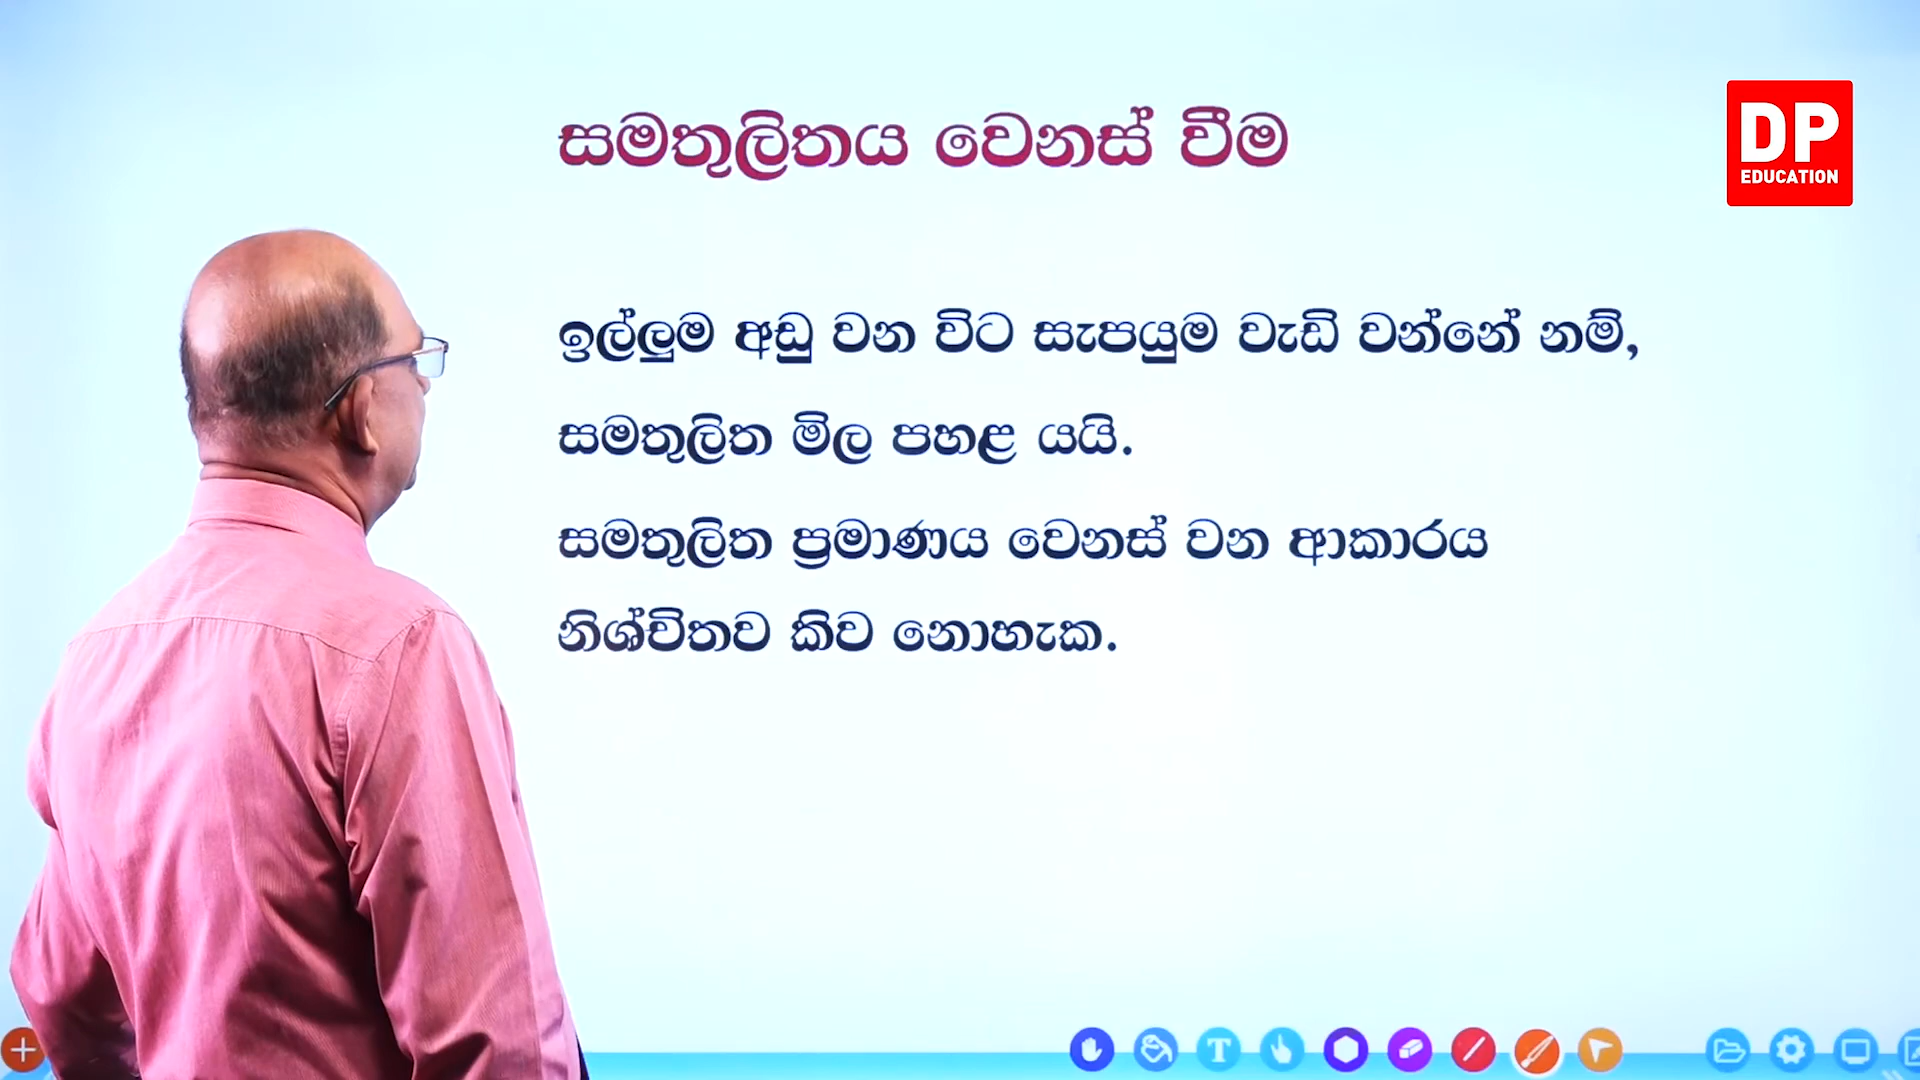 සමතුලිතය වෙනස් වීම
DP
EDUCATION
ඉල්ලුම අඩු වන විට සැපයුම වැඩි වන්නේ නම්,
සමතුලිත මිල පහළ යයි.
සමතුලිත ප්‍රමාණය වෙනස් වන ආකාරය
නිශ්චිතව කිව නොහැක.
T